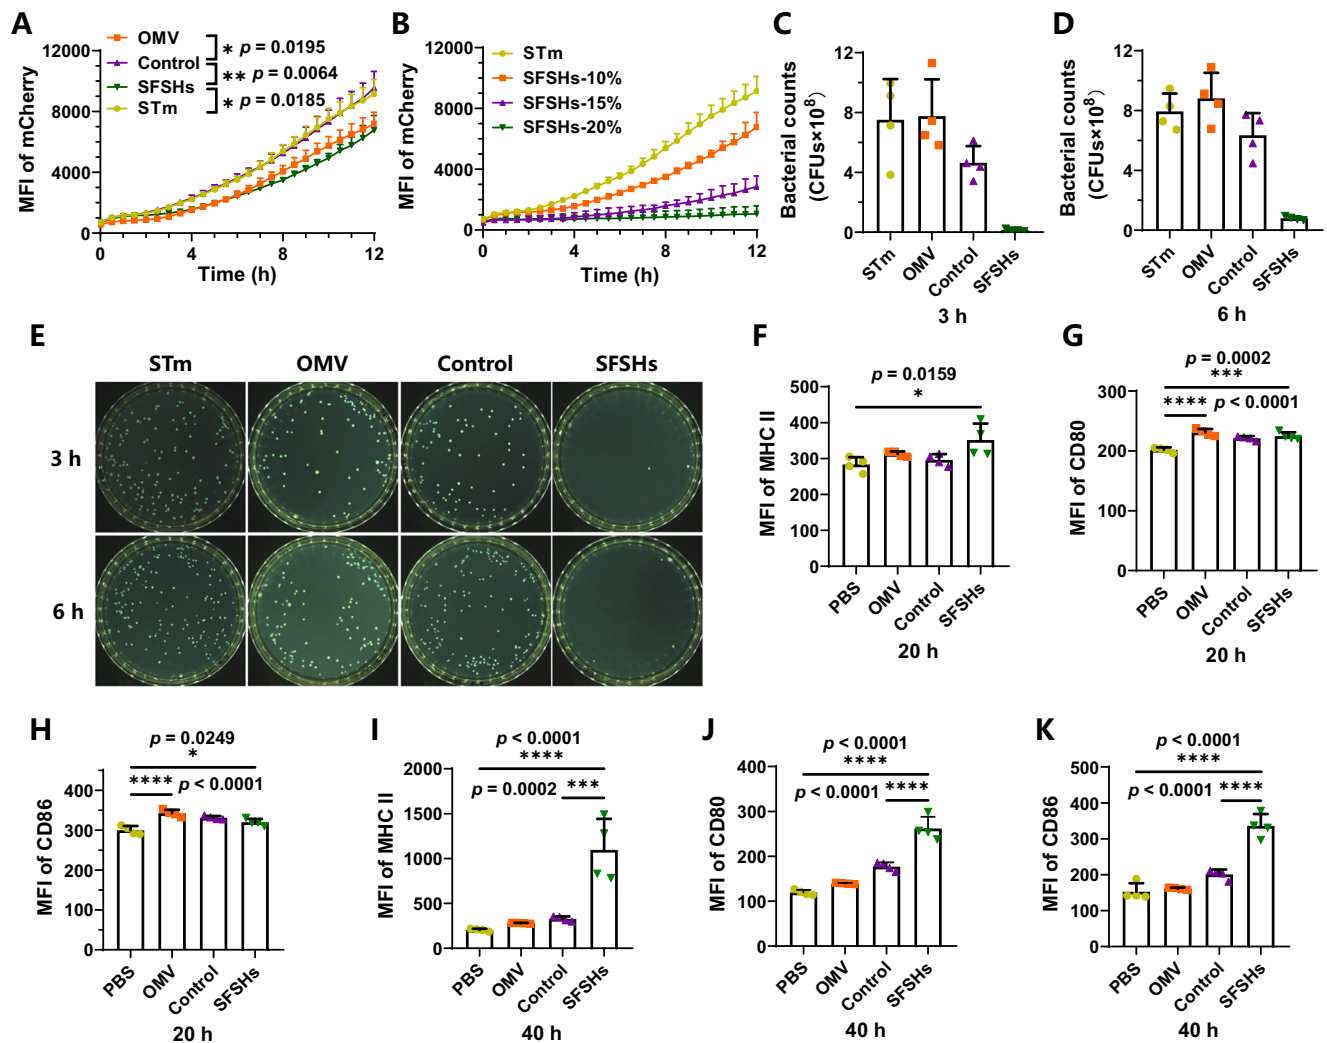 A
MFI of mCherry
12000
10000
8000
6000
4000
2000
0
0
4
8
12
Time (h)
OMV
Control
SFSHs
STm
* p = 0.0195
** p = 0.0064
* p = 0.0185
B
MFI of mCherry
12000
8000
4000
0
0
2
4
6
8
10
12
Time (h)
STm
SFSHs-10%
SFSHs-15%
SFSHs-20%
C
Bacterial counts
(CFUs×10⁸)
12
8
4
0
STm
OMV
Control
SFSHs
3 h
D
Bacterial counts
(CFUs×10⁸)
12
8
4
0
STm
OMV
Control
SFSHs
6 h
E
STm
OMV
Control
SFSHs
3 h
6 h
F
p = 0.0159
*
MFI of MHC II
500
400
300
200
100
0
PBS
OMV
Control
SFSHs
20 h
G
p = 0.0002
***
**** p < 0.0001
MFI of CD80
300
200
100
0
PBS
OMV
Control
SFSHs
20 h
H
p = 0.0249
*
**** p < 0.0001
MFI of CD86
500
400
300
200
100
0
PBS
OMV
Control
SFSHs
20 h
I
p < 0.0001
****
p = 0.0002 ***
MFI of MHC II
2000
1500
1000
500
0
PBS
OMV
Control
SFSHs
40 h
J
p < 0.0001
****
p < 0.0001 ****
MFI of CD80
400
300
200
100
0
PBS
OMV
Control
SFSHs
40 h
K
p < 0.0001
****
p < 0.0001 ****
MFI of CD86
500
400
300
200
100
0
PBS
OMV
Control
SFSHs
40 h